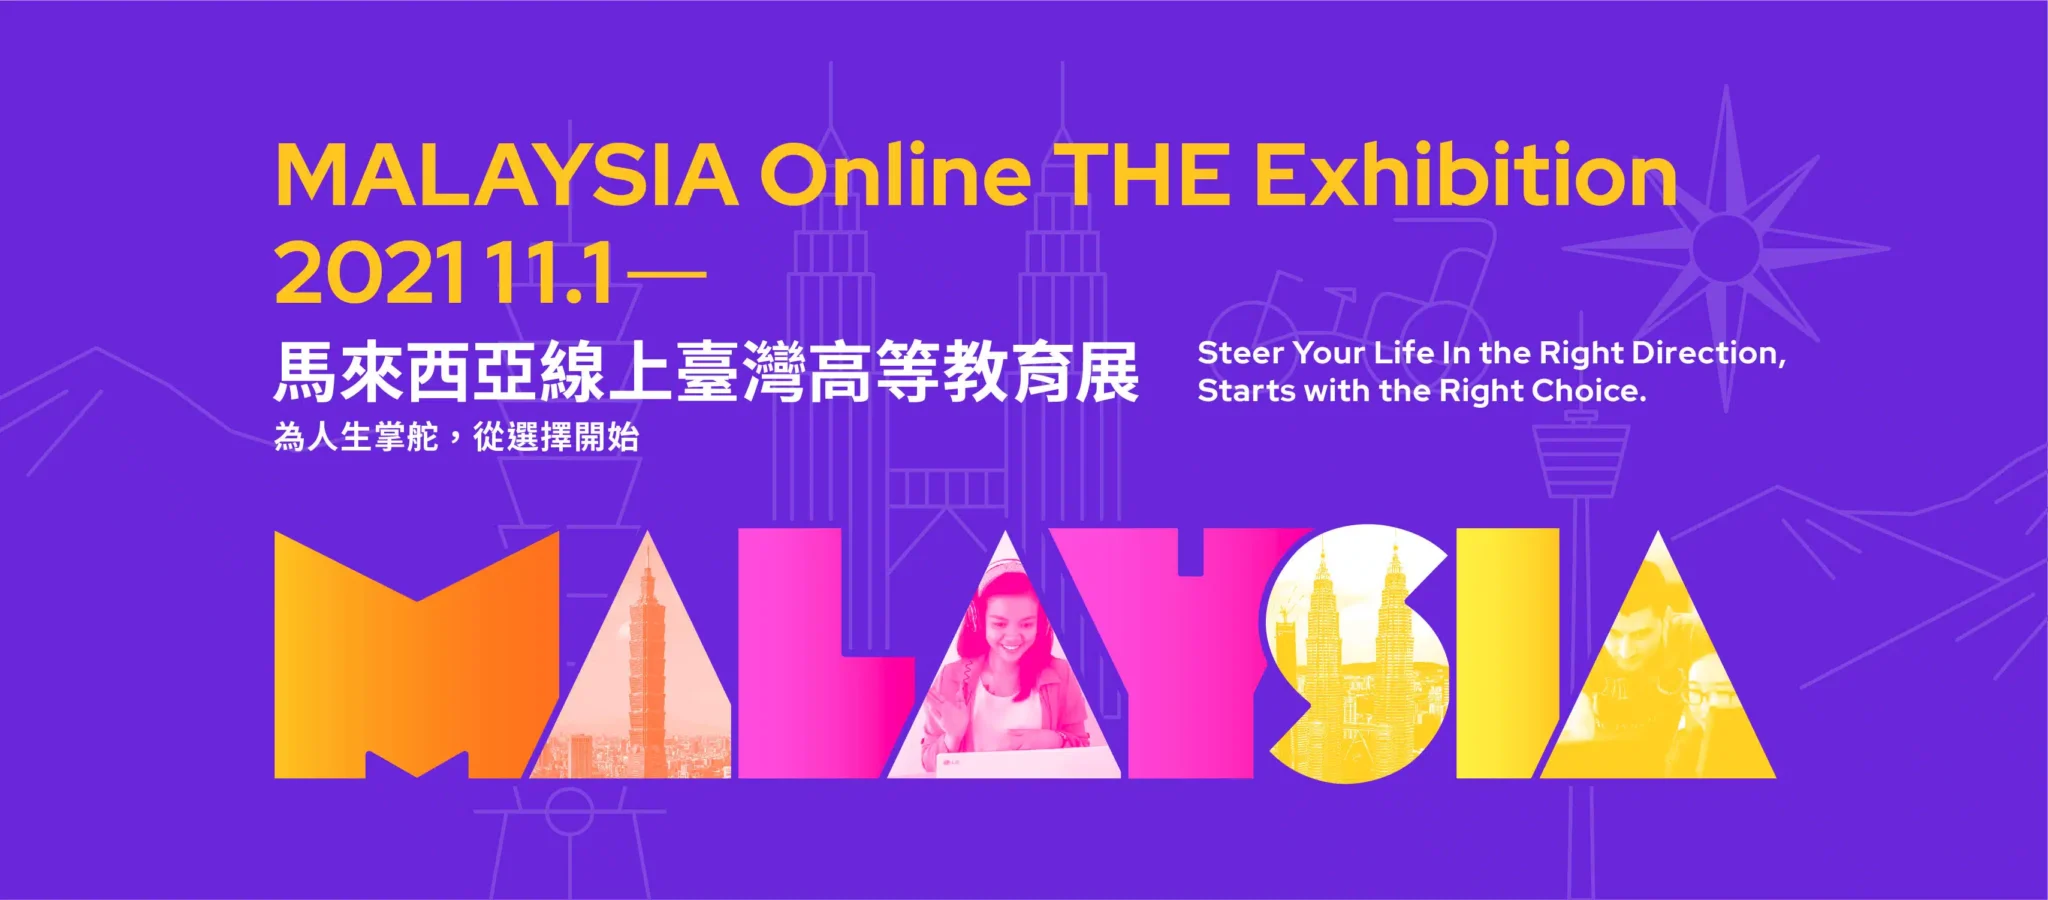 MALAYSIA Online THE Exhibition
2021 11.1—
馬來西亞線上臺灣高等教育展
為人生掌舵，從選擇開始
Steer Your Life In the Right Direction,
Starts with the Right Choice.
MALAYSIA